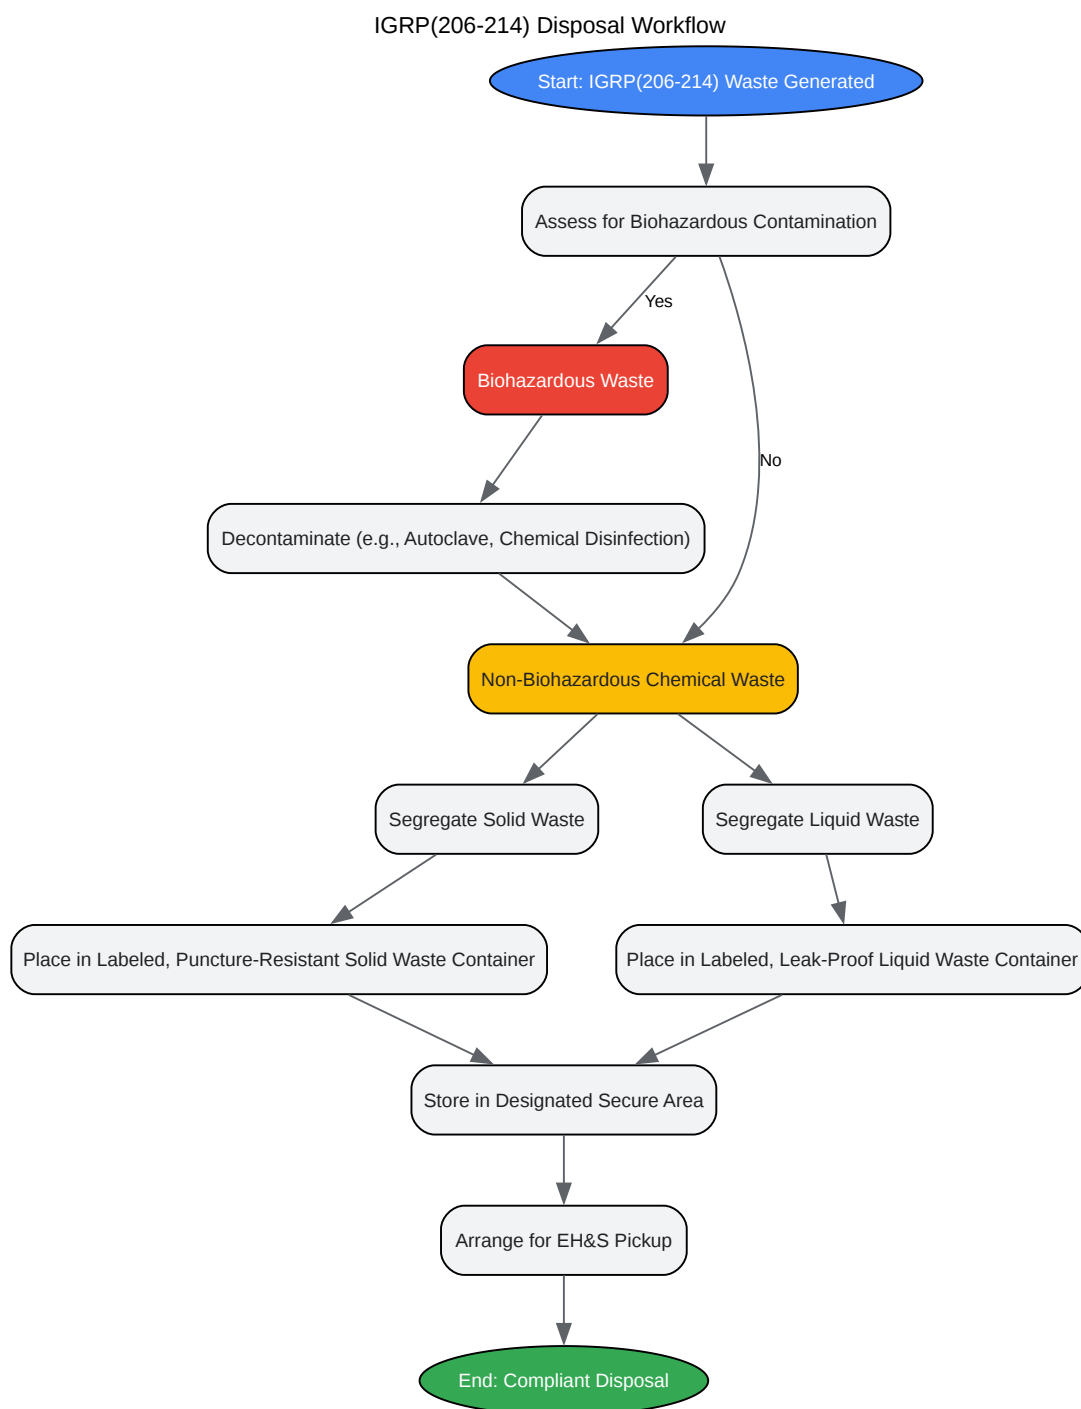 IGRP(206-214) Disposal Workflow
Start: IGRP(206-214) Waste Generated
Assess for Biohazardous Contamination
Yes
Biohazardous Waste
No
Decontaminate (e.g., Autoclave, Chemical Disinfection)
Non-Biohazardous Chemical Waste
Segregate Solid Waste
Segregate Liquid Waste
Place in Labeled, Puncture-Resistant Solid Waste Container
Place in Labeled, Leak-Proof Liquid Waste Container
Store in Designated Secure Area
Arrange for EH&S Pickup
End: Compliant Disposal